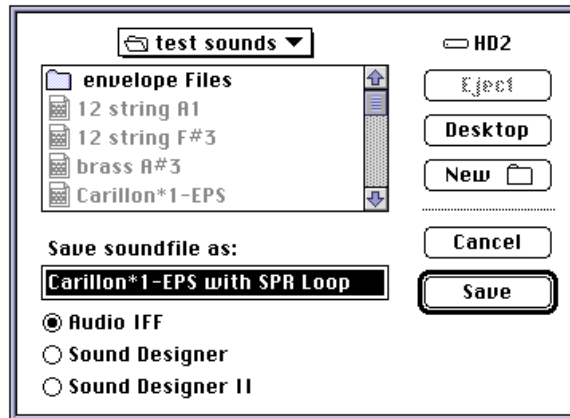 test sounds
HD2
envelope Files
12 string A1
12 string F#3
brass A#3
Carillon*1-EPS
Eject
Desktop
New
Save soundfile as:
Carillon*1-EPS with SPR Loop
Cancel
Save
Audio IFF
Sound Designer
Sound Designer II